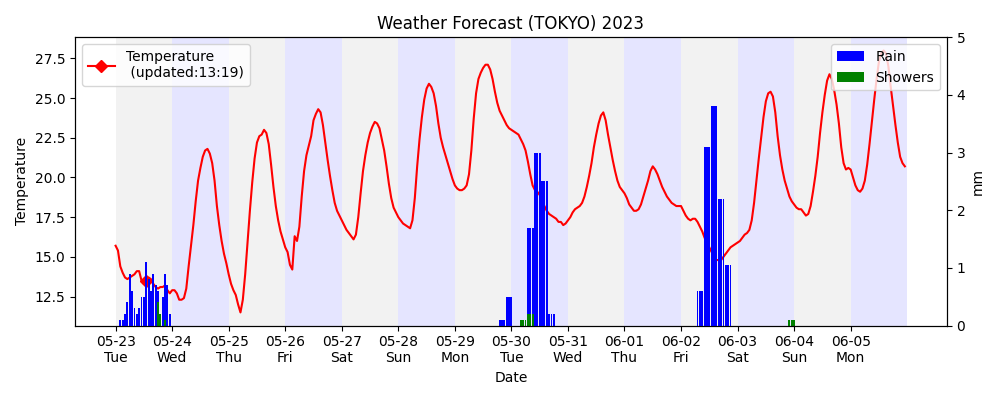 Weather Forecast (TOKYO) 2023
Temperature
(updated:13:19)
Rain
Showers
Temperature
27.5
25.0
22.5
20.0
17.5
15.0
12.5
5
4
3
2
1
0
mm
05-23 05-24 05-25 05-26 05-27 05-28 05-29 05-30 05-31 06-01 06-02 06-03 06-04 06-05
Tue Wed Thu Fri Sat Sun Mon Tue Wed Thu Fri Sat Sun Mon
Date